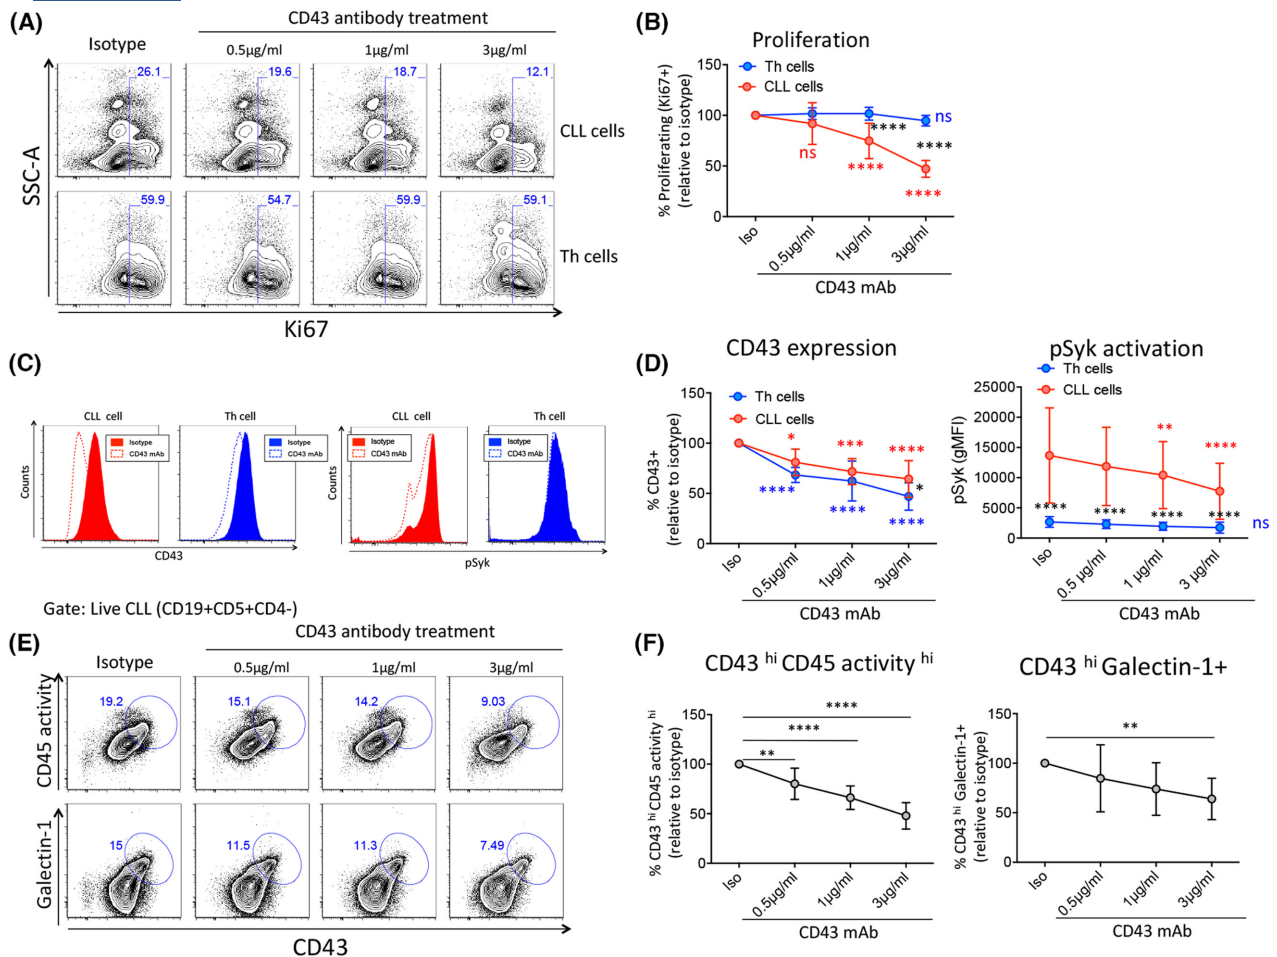 (A)
CD43 antibody treatment
Isotype
0.5µg/ml
1µg/ml
3µg/ml
26.1
19.6
18.7
12.1
CLL cells
59.9
54.7
59.9
59.1
Th cells
SSC-A
Ki67
(B)
Proliferation
Th cells
CLL cells
% Proliferating (Ki67+)
(relative to isotype)
150
100
50
0
ns
****
****
ns
****
****
Iso
0.5µg/ml
1µg/ml
3µg/ml
CD43 mAb
(C)
CLL cell
Th cell
CLL cell
Th cell
Isotype
CD43 mAb
Isotype
CD43 mAb
Isotype
CD43 mAb
Isotype
CD43 mAb
Counts
Counts
CD43
pSyk
(D)
CD43 expression
Th cells
CLL cells
% CD43+
(relative to isotype)
150
100
50
0
*
***
****
*
****
****
****
Iso
0.5µg/ml
1µg/ml
3µg/ml
CD43 mAb
pSyk activation
Th cells
CLL cells
pSyk (gMFI)
25000
20000
15000
10000
5000
0
**
****
****
****
****
****
ns
Iso
0.5 µg/ml
1 µg/ml
3 µg/ml
CD43 mAb
Gate: Live CLL (CD19+CD5+CD4-)
(E)
CD43 antibody treatment
Isotype
0.5µg/ml
1µg/ml
3µg/ml
CD45 activity
19.2
15.1
14.2
9.03
Galectin-1
15
11.5
11.3
7.49
CD43
(F)
CD43 hi CD45 activity hi
% CD43 hi CD45 activity hi
(relative to isotype)
150
100
50
0
****
****
**
Iso
0.5µg/ml
1µg/ml
3µg/ml
CD43 mAb
CD43 hi Galectin-1+
% CD43 hi Galectin-1+
(relative to isotype)
150
100
50
0
**
Iso
0.5µg/ml
1µg/ml
3µg/ml
CD43 mAb